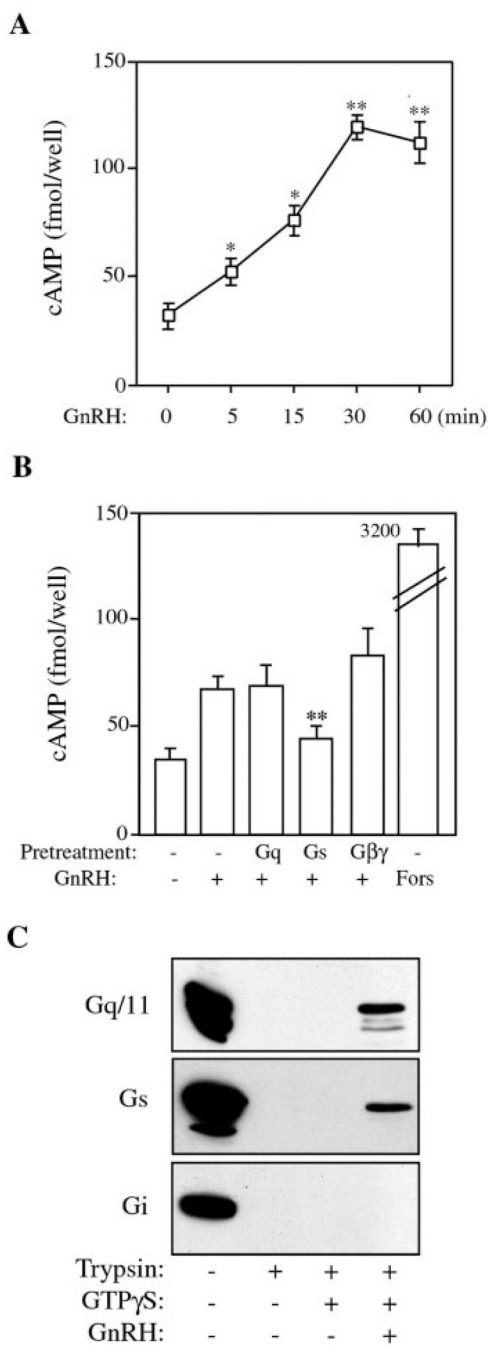 A
150
**
**
100
*
*
50
0
cAMP (fmol/well)
GnRH: 0 5 15 30 60 (min)
B
150
3200
100
**
50
0
cAMP (fmol/well)
Pretreatment: - - Gq Gs Gβγ -
GnRH: - + + + + Fors
C
Gq/11
Gs
Gi
Trypsin: - + + +
GTPγS: - - + +
GnRH: - - - +